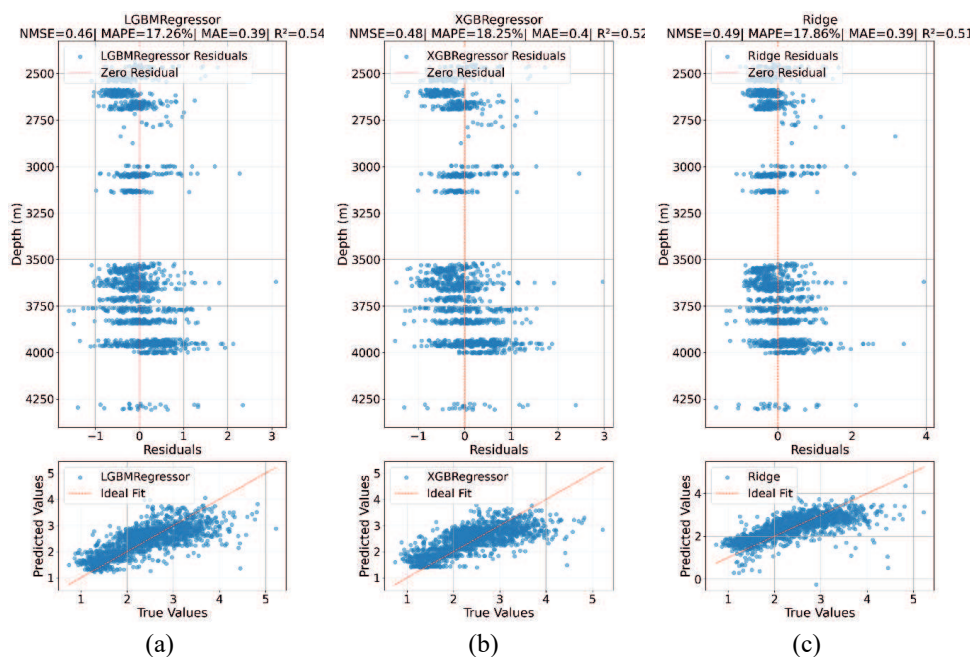 LGBMRegressor
NMSE=0.46| MAPE=17.26%| MAE=0.39| R²=0.54
LGBMRegressor Residuals
Zero Residual
2500
2750
3000
3250
3500
3750
4000
4250
Depth (m)
−1 0 1 2 3
Residuals
LGBMRegressor
Ideal Fit
5
4
3
2
1
Predicted Values
1 2 3 4 5
True Values
(a)
XGBRegressor
NMSE=0.48| MAPE=18.25%| MAE=0.4| R²=0.52
XGBRegressor Residuals
Zero Residual
2500
2750
3000
3250
3500
3750
4000
4250
Depth (m)
−1 0 1 2 3
Residuals
XGBRegressor
Ideal Fit
5
4
3
2
1
Predicted Values
1 2 3 4 5
True Values
(b)
Ridge
NMSE=0.49| MAPE=17.86%| MAE=0.39| R²=0.51
Ridge Residuals
Zero Residual
2500
2750
3000
3250
3500
3750
4000
4250
Depth (m)
0 2 4
Residuals
Ridge
Ideal Fit
4
2
0
Predicted Values
1 2 3 4 5
True Values
(c)